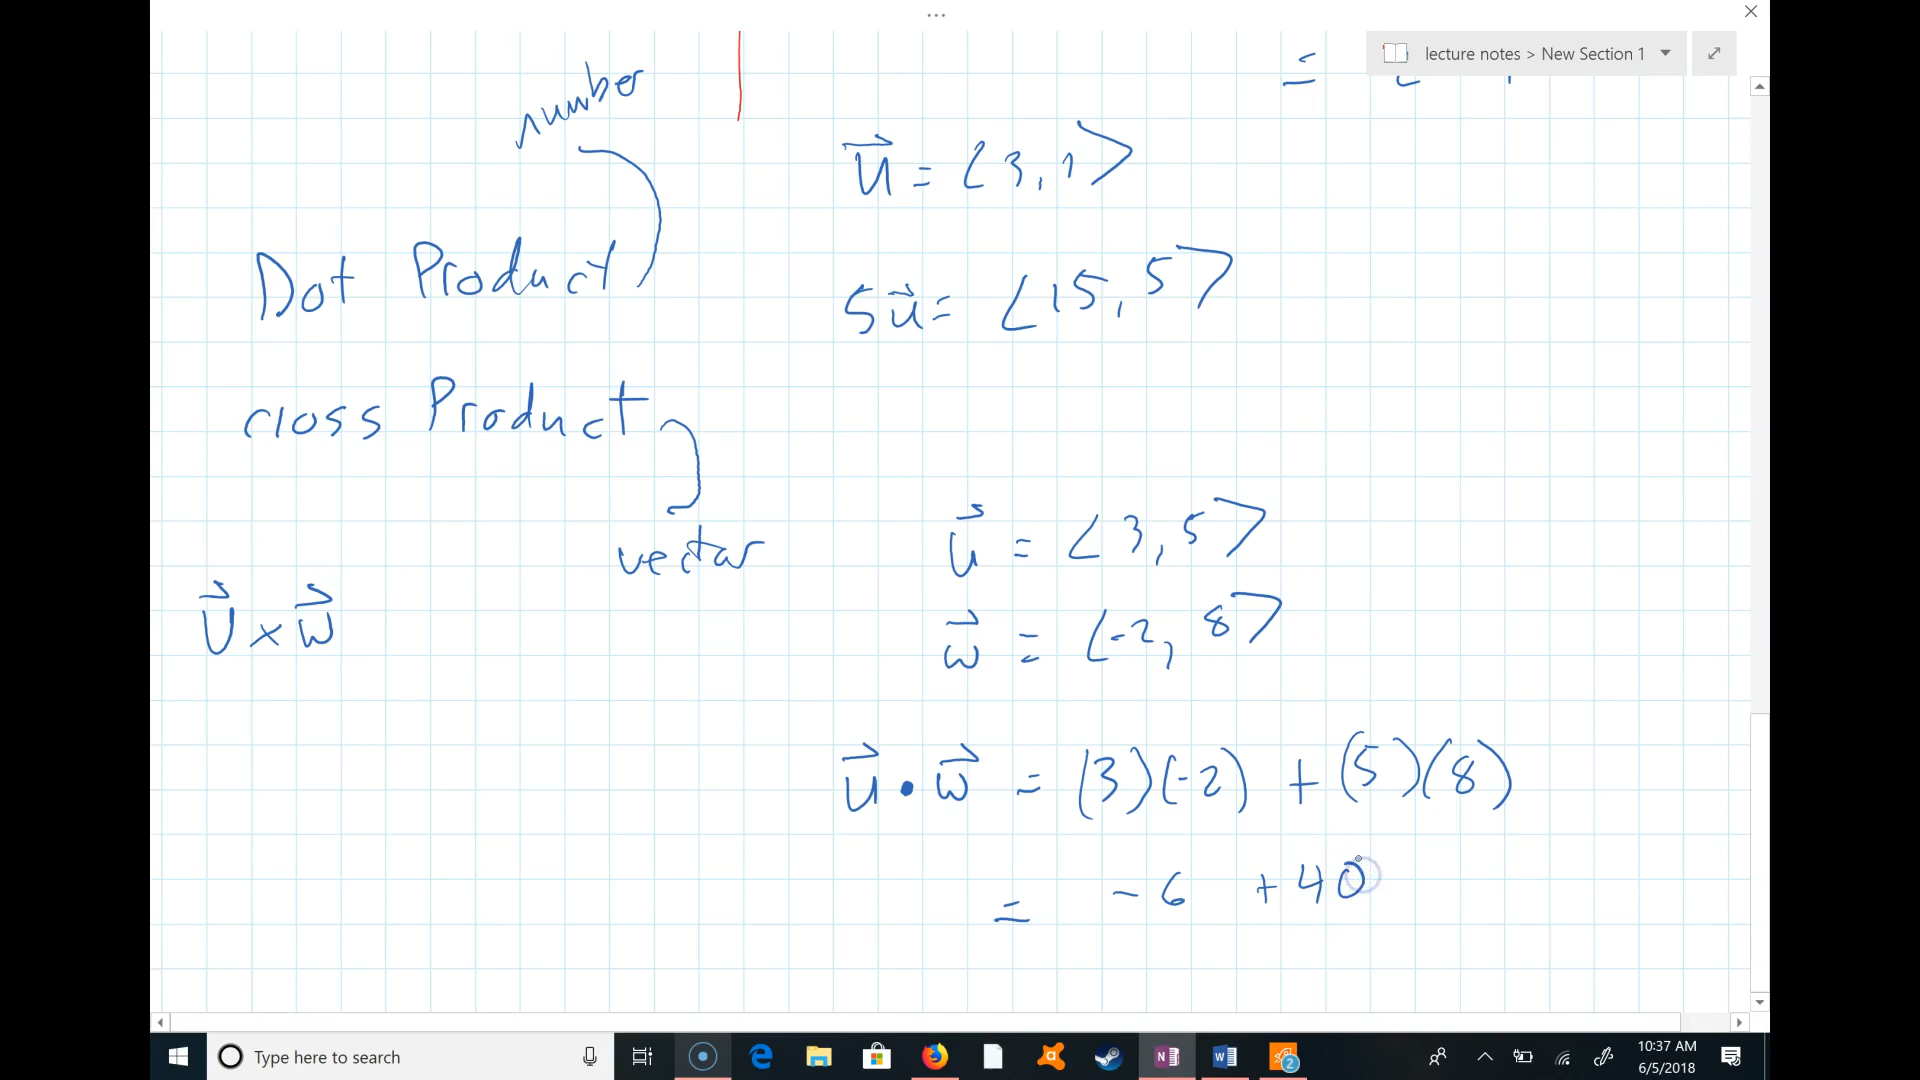 ...
lecture notes > New Section 1
number
u = <3, 1>
Dot Product
5u = <15, 5>
cross Product
vector
u = <3, 5>
w = <-2, 8>
U × w
u • w = (3)(-2) + (5)(8)
= -6 + 40
Type here to search
2
10:37 AM
6/5/2018